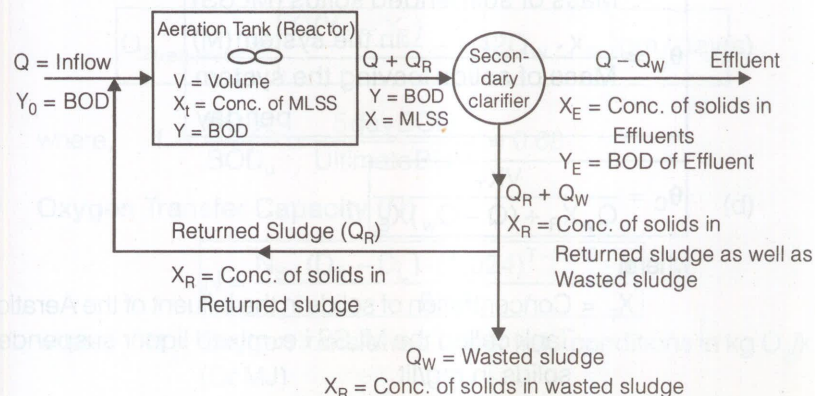 Aeration Tank (Reactor)
V = Volume
Xt = Conc. of MLSS
Y = BOD
Q = Inflow
Y0 = BOD
Q + QR
Y = BOD
X = MLSS
Secon-
dary
clarifier
Q – QW
Effluent
XE = Conc. of solids in
Effluents
YE = BOD of Effluent
QR + QW
XR = Conc. of solids in
Returned sludge as well as
Wasted sludge
Returned Sludge (QR)
XR = Conc. of solids in
Returned sludge
QW = Wasted sludge
XR = Conc. of solids in wasted sludge